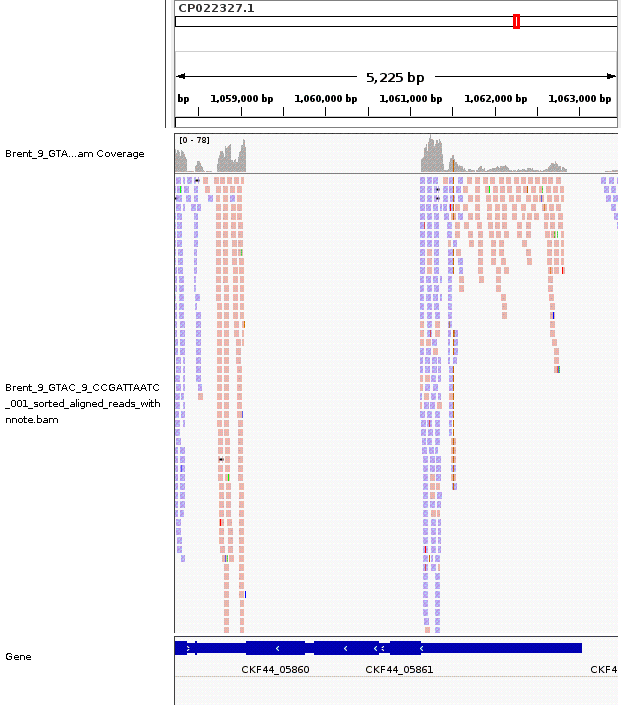 CP022327.1
5,225 bp
bp 1,059,000 bp 1,060,000 bp 1,061,000 bp 1,062,000 bp 1,063,000 bp
[0 - 78]
Brent_9_GTA...am Coverage
Brent_9_GTAC_9_CCGATTAATC
_001_sorted_aligned_reads_with
nnote.bam
Gene
CKF44_05860 CKF44_05861 CKF4